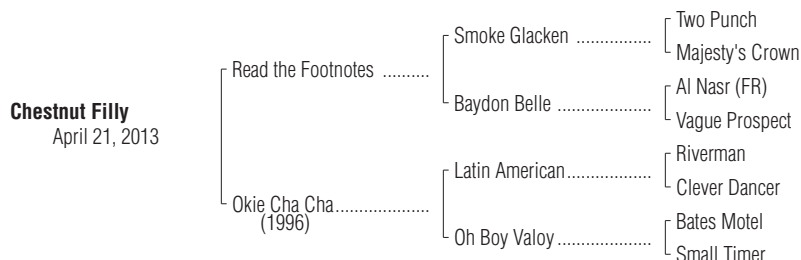 Two Punch
Smoke Glacken ..................
Majesty's Crown
Read the Footnotes ..........
Al Nasr (FR)
Baydon Belle ......................
Vague Prospect
Chestnut Filly
April 21, 2013
Riverman
Latin American....................
Clever Dancer
Okie Cha Cha.....................
(1996)
Bates Motel
Oh Boy Valoy ......................
Small Timer